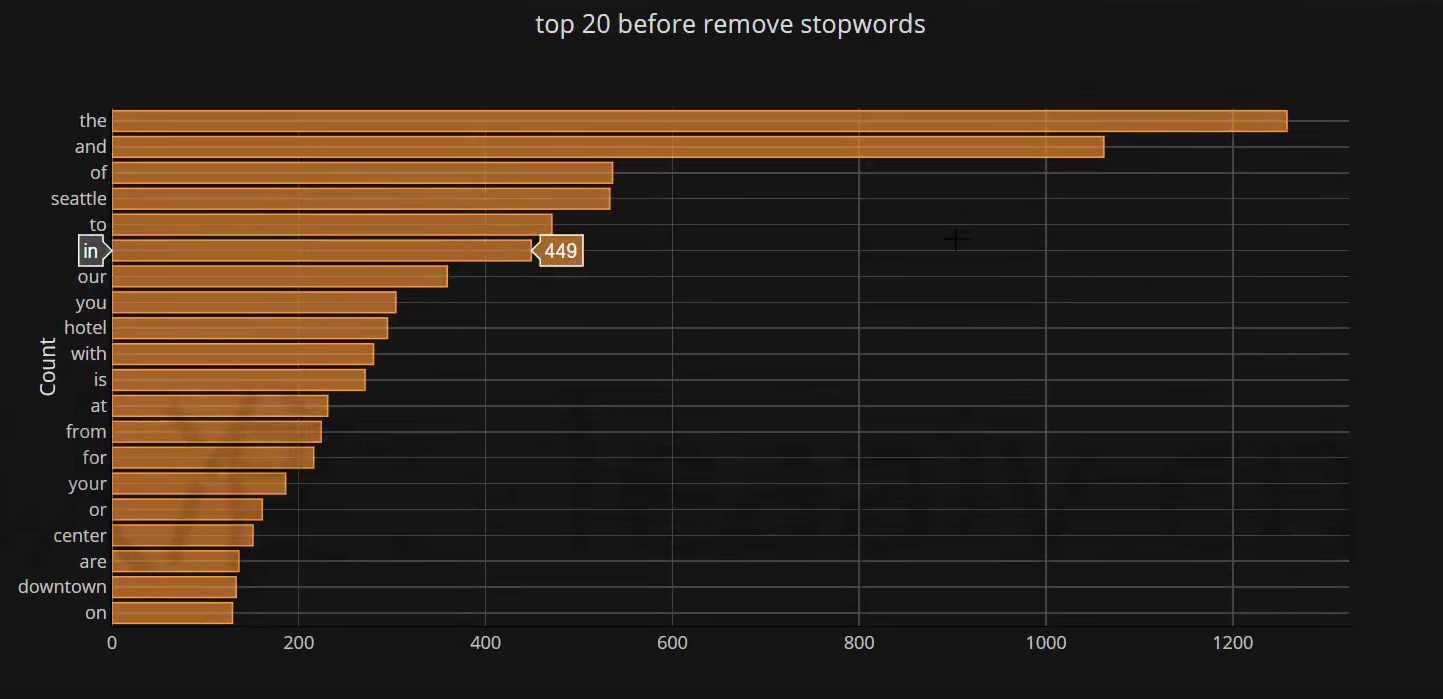 top 20 before remove stopwords
the
and
of
seattle
to
in 449
our
you
hotel
with
is
at
from
for
your
or
center
are
downtown
on
Count
0 200 400 600 800 1000 1200